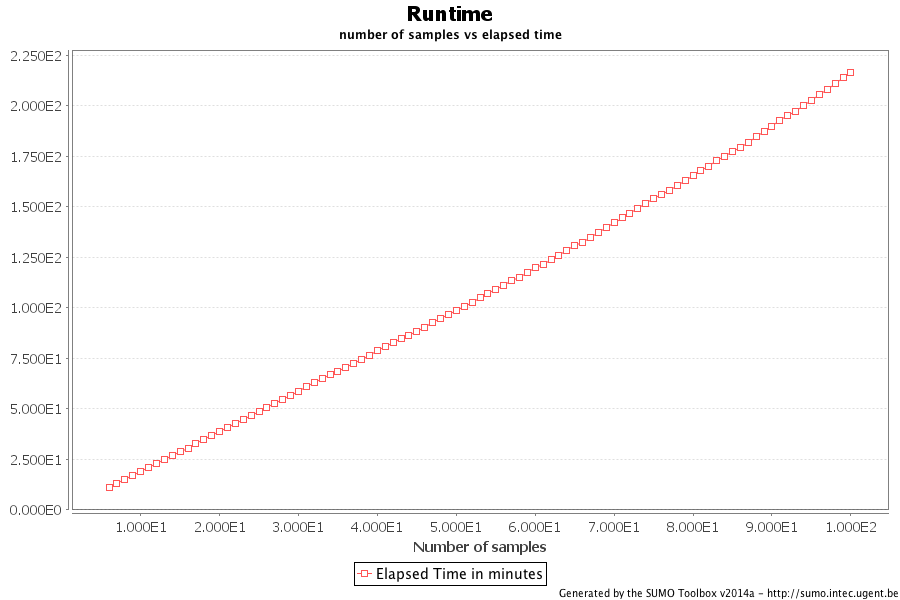 Runtime
number of samples vs elapsed time
2.250E2
2.000E2
1.750E2
1.500E2
1.250E2
1.000E2
7.500E1
5.000E1
2.500E1
0.000E0
1.000E1 2.000E1 3.000E1 4.000E1 5.000E1 6.000E1 7.000E1 8.000E1 9.000E1 1.000E2
Number of samples
Elapsed Time in minutes
Generated by the SUMO Toolbox v2014a - http://sumo.intec.ugent.be